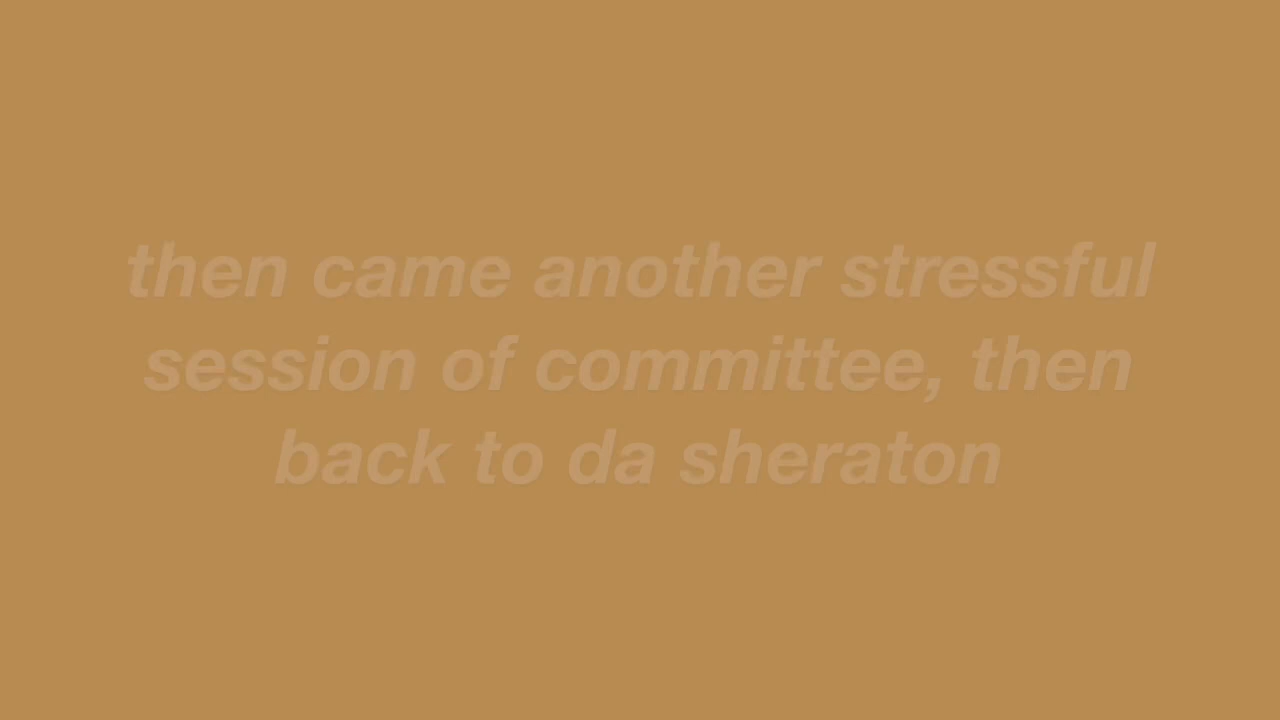 then came another stressful
session of committee, then
back to da sheraton